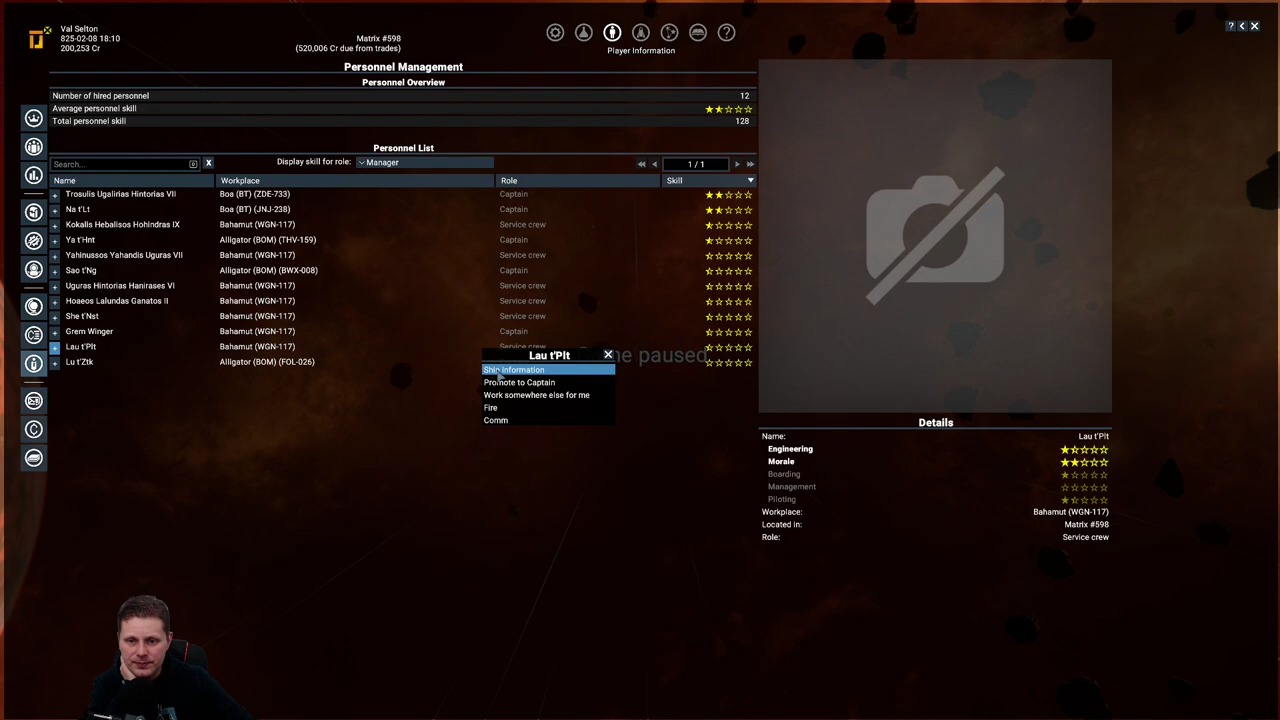 Val Selton
825-02-08 18:10
200,253 Cr
Matrix #598
(520,006 Cr due from trades)
Player Information
? < X
Personnel Management
Personnel Overview
Number of hired personnel 12
Average personnel skill
Total personnel skill 128
Personnel List
Search... X Display skill for role: Manager 1 / 1
Name Workplace Role Skill
Trosulis Ugalirias Hintorias VII Boa (BT) (ZDE-733) Captain
Na t'Lt Boa (BT) (JNJ-238) Captain
Kokalis Hebalisos Hohindras IX Bahamut (WGN-117) Service crew
Ya t'Hnt Alligator (BOM) (THV-159) Captain
Yahinussos Yahandis Uguras VII Bahamut (WGN-117) Service crew
Sao t'Ng Alligator (BOM) (BWX-008) Captain
Uguras Hintorias Hanirases VI Bahamut (WGN-117) Service crew
Hoaeos Lalundas Ganatos II Bahamut (WGN-117) Service crew
She t'Nst Bahamut (WGN-117) Service crew
Grem Winger Bahamut (WGN-117) Captain
Lau t'Plt Bahamut (WGN-117) Service crew
Lu t'Ztk Alligator (BOM) (FOL-026)
Lau t'Plt X
paused
Ship Information
Promote to Captain
Work somewhere else for me
Fire
Comm
Details
Name: Lau t'Plt
Engineering
Morale
Boarding
Management
Piloting
Workplace: Bahamut (WGN-117)
Located in: Matrix #598
Role: Service crew